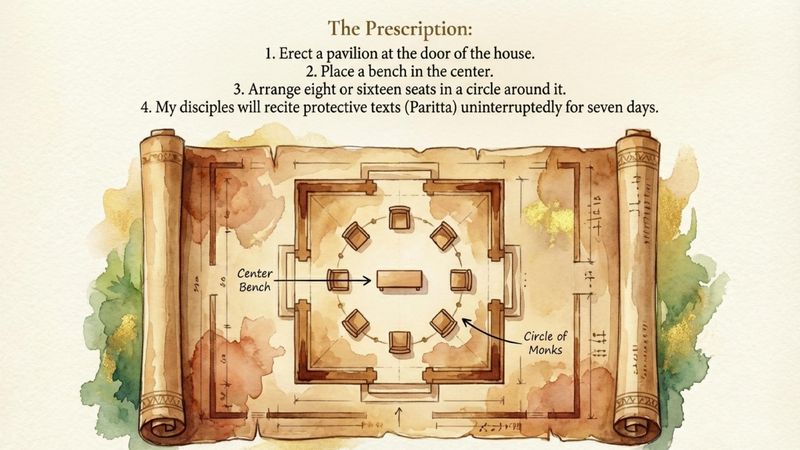 The Prescription:
1. Erect a pavilion at the door of the house.
2. Place a bench in the center.
3. Arrange eight or sixteen seats in a circle around it.
4. My disciples will recite protective texts (Paritta) uninterruptedly for seven days.
Center
Bench
Circle of
Monks